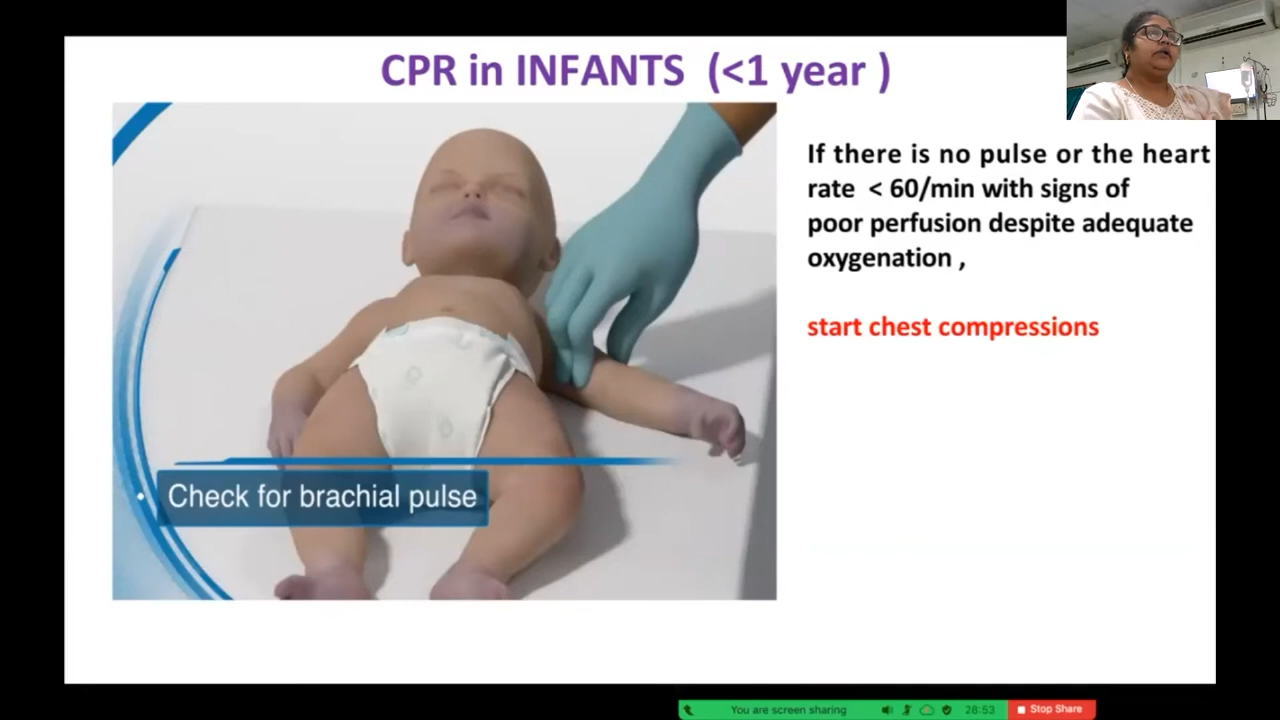 CPR in INFANTS (<1 year )
If there is no pulse or the heart
rate < 60/min with signs of
poor perfusion despite adequate
oxygenation ,
start chest compressions
• Check for brachial pulse
You are screen sharing
28:53
Stop Share